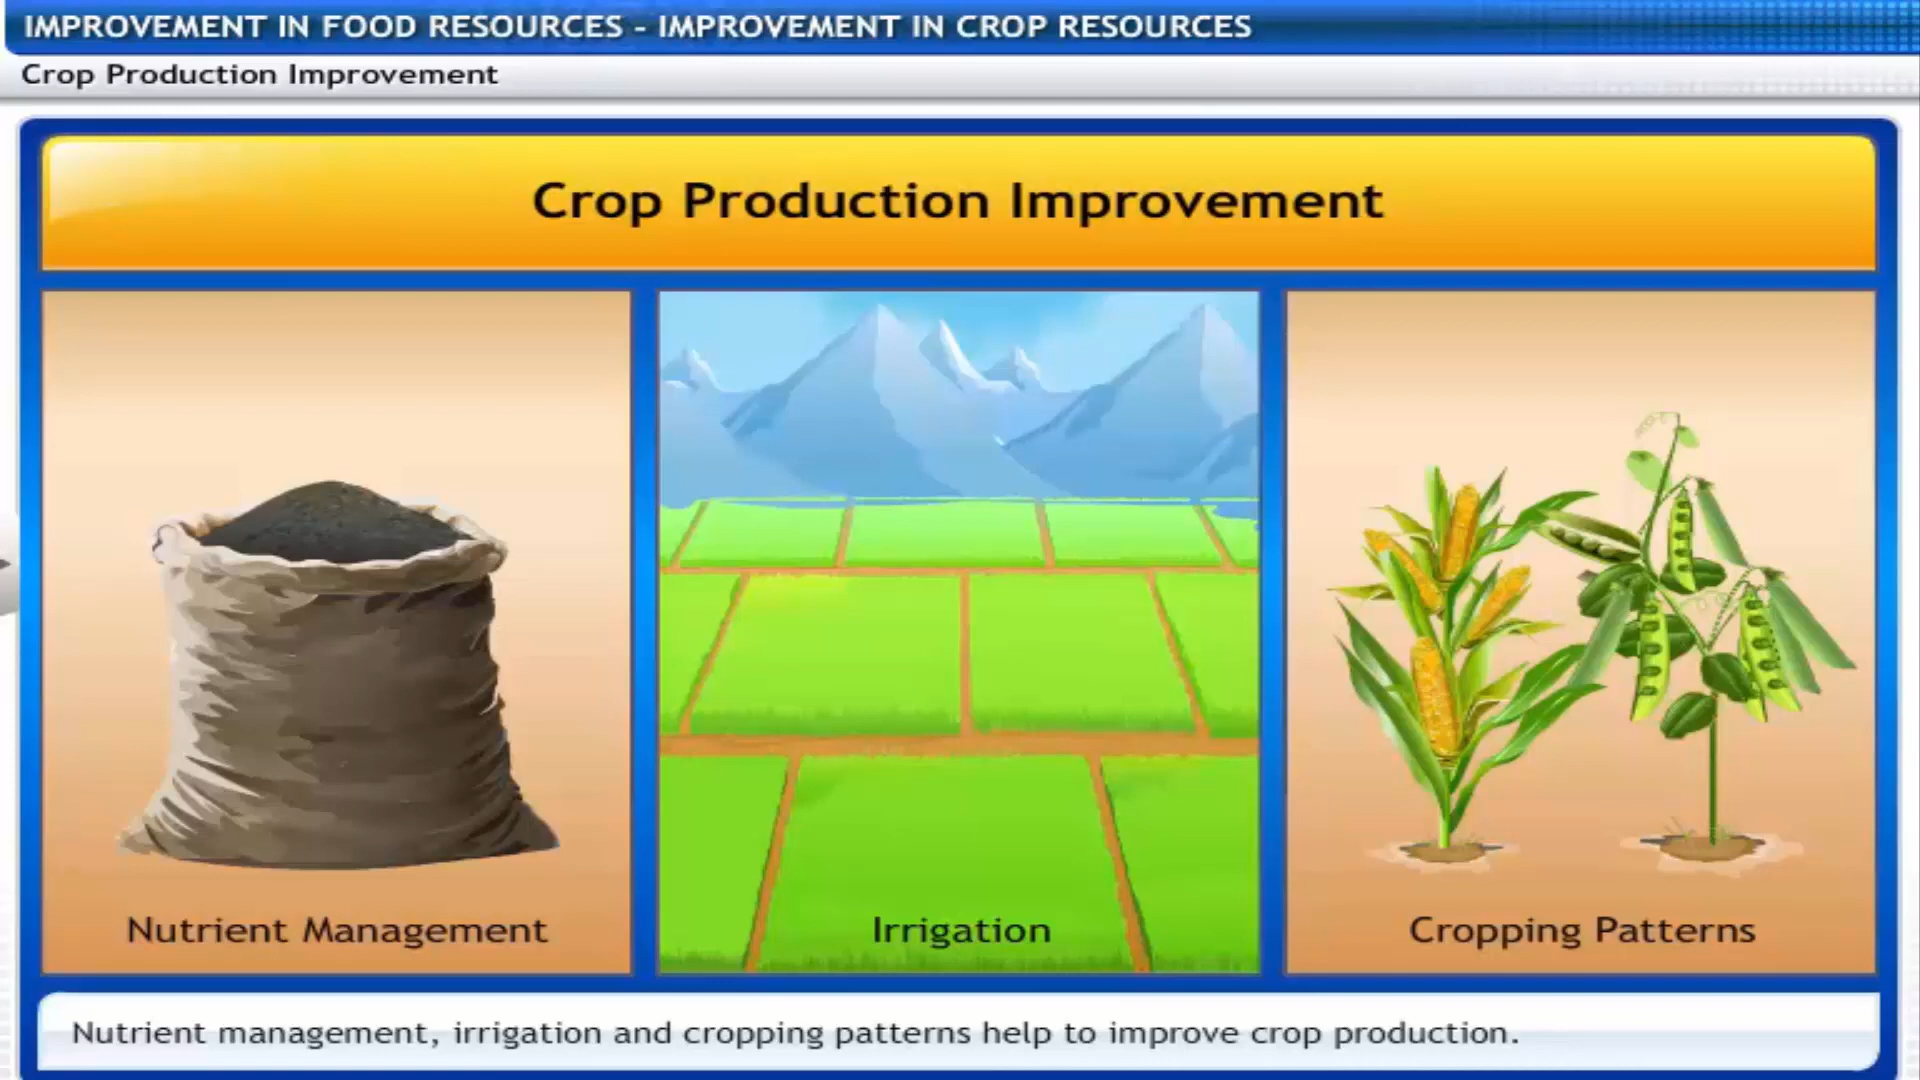 IMPROVEMENT IN FOOD RESOURCES - IMPROVEMENT IN CROP RESOURCES
Crop Production Improvement
Crop Production Improvement
Nutrient Management
Irrigation
Cropping Patterns
Nutrient management, irrigation and cropping patterns help to improve crop production.